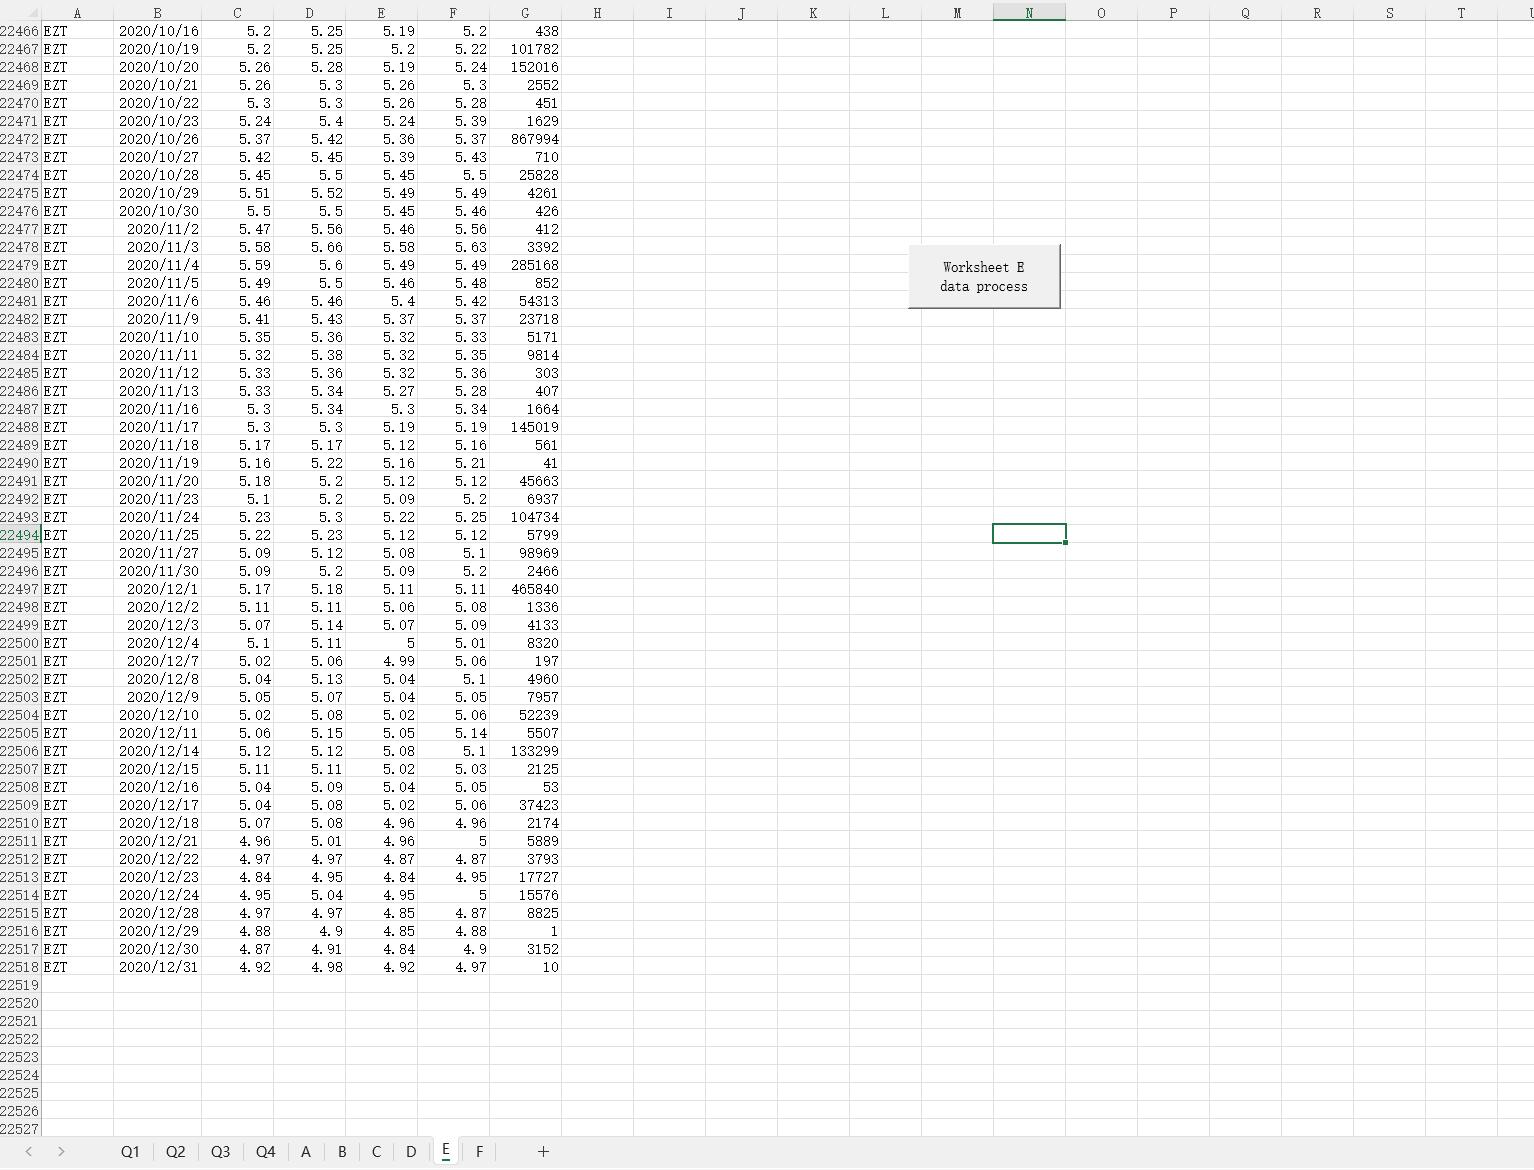 A B C D E F G H I J K L M N O P Q R S T U
22466 EZT 2020/10/16 5.2 5.25 5.19 5.2 438
22467 EZT 2020/10/19 5.2 5.25 5.2 5.22 101782
22468 EZT 2020/10/20 5.26 5.28 5.19 5.24 152016
22469 EZT 2020/10/21 5.26 5.3 5.26 5.3 2552
22470 EZT 2020/10/22 5.3 5.3 5.26 5.28 451
22471 EZT 2020/10/23 5.24 5.4 5.24 5.39 1629
22472 EZT 2020/10/26 5.37 5.42 5.36 5.37 867994
22473 EZT 2020/10/27 5.42 5.45 5.39 5.43 710
22474 EZT 2020/10/28 5.45 5.5 5.45 5.5 25828
22475 EZT 2020/10/29 5.51 5.52 5.49 5.49 4261
22476 EZT 2020/10/30 5.5 5.5 5.45 5.46 426
22477 EZT 2020/11/2 5.47 5.56 5.46 5.56 412
22478 EZT 2020/11/3 5.58 5.66 5.58 5.63 3392
22479 EZT 2020/11/4 5.59 5.6 5.49 5.49 285168
22480 EZT 2020/11/5 5.49 5.5 5.46 5.48 852
22481 EZT 2020/11/6 5.46 5.46 5.4 5.42 54313
22482 EZT 2020/11/9 5.41 5.43 5.37 5.37 23718
22483 EZT 2020/11/10 5.35 5.36 5.32 5.33 5171
22484 EZT 2020/11/11 5.32 5.38 5.32 5.35 9814
22485 EZT 2020/11/12 5.33 5.36 5.32 5.36 303
22486 EZT 2020/11/13 5.33 5.34 5.27 5.28 407
22487 EZT 2020/11/16 5.3 5.34 5.3 5.34 1664
22488 EZT 2020/11/17 5.3 5.3 5.19 5.19 145019
22489 EZT 2020/11/18 5.17 5.17 5.12 5.16 561
22490 EZT 2020/11/19 5.16 5.22 5.16 5.21 41
22491 EZT 2020/11/20 5.18 5.2 5.12 5.12 45663
22492 EZT 2020/11/23 5.1 5.2 5.09 5.2 6937
22493 EZT 2020/11/24 5.23 5.3 5.22 5.25 104734
22494 EZT 2020/11/25 5.22 5.23 5.12 5.12 5799
22495 EZT 2020/11/27 5.09 5.12 5.08 5.1 98969
22496 EZT 2020/11/30 5.09 5.2 5.09 5.2 2466
22497 EZT 2020/12/1 5.17 5.18 5.11 5.11 465840
22498 EZT 2020/12/2 5.11 5.11 5.06 5.08 1336
22499 EZT 2020/12/3 5.07 5.14 5.07 5.09 4133
22500 EZT 2020/12/4 5.1 5.11 5 5.01 8320
22501 EZT 2020/12/7 5.02 5.06 4.99 5.06 197
22502 EZT 2020/12/8 5.04 5.13 5.04 5.1 4960
22503 EZT 2020/12/9 5.05 5.07 5.04 5.05 7957
22504 EZT 2020/12/10 5.02 5.08 5.02 5.06 52239
22505 EZT 2020/12/11 5.06 5.15 5.05 5.14 5507
22506 EZT 2020/12/14 5.12 5.12 5.08 5.1 133299
22507 EZT 2020/12/15 5.11 5.11 5.02 5.03 2125
22508 EZT 2020/12/16 5.04 5.09 5.04 5.05 53
22509 EZT 2020/12/17 5.04 5.08 5.02 5.06 37423
22510 EZT 2020/12/18 5.07 5.08 4.96 4.96 2174
22511 EZT 2020/12/21 4.96 5.01 4.96 5 5889
22512 EZT 2020/12/22 4.97 4.97 4.87 4.87 3793
22513 EZT 2020/12/23 4.84 4.95 4.84 4.95 17727
22514 EZT 2020/12/24 4.95 5.04 4.95 5 15576
22515 EZT 2020/12/28 4.97 4.97 4.85 4.87 8825
22516 EZT 2020/12/29 4.88 4.9 4.85 4.88 1
22517 EZT 2020/12/30 4.87 4.91 4.84 4.9 3152
22518 EZT 2020/12/31 4.92 4.98 4.92 4.97 10
22519
22520
22521
22522
22523
22524
22525
22526
22527
Worksheet E
data process
Q1 Q2 Q3 Q4 A B C D E F +